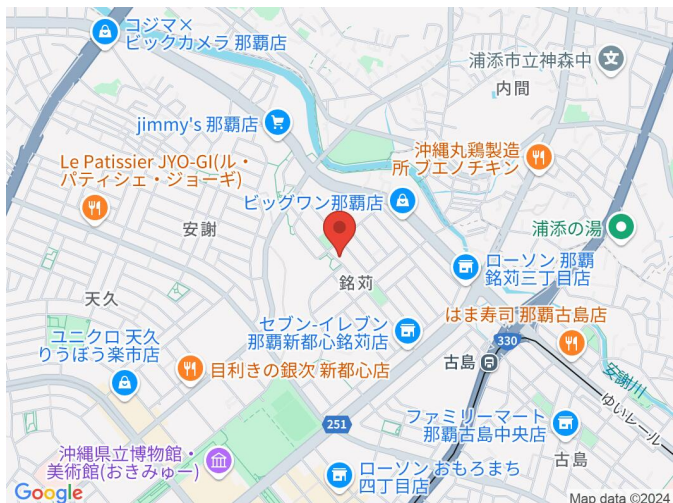 コジマ×
ビックカメラ 那覇店
浦添市立神森中
内間
jimmy's 那覇店
沖縄丸鶏製造
所 ブエノチキン
Le Patissier JYO-GI(ル・
パティシェ・ジョーギ)
ビッグワン那覇店
安謝
浦添の湯
ローソン 那覇
銘苅三丁目店
銘苅
天久
はま寿司 那覇古島店
セブン-イレブン
那覇新都心銘苅店
ユニクロ 天久
りうぼう楽市店
330
古島
安謝川
目利きの銀次 新都心店
ゆいレール
251
ファミリーマート
那覇古島中央店
沖縄県立博物館・
美術館(おきみゅー)
古島
ローソン おもろまち
四丁目店
Google
Map data ©2024